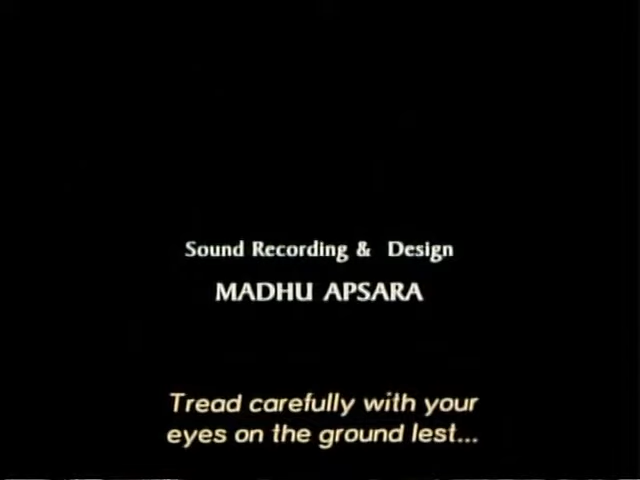 Sound Recording & Design
MADHU APSARA
Tread carefully with your
eyes on the ground lest...